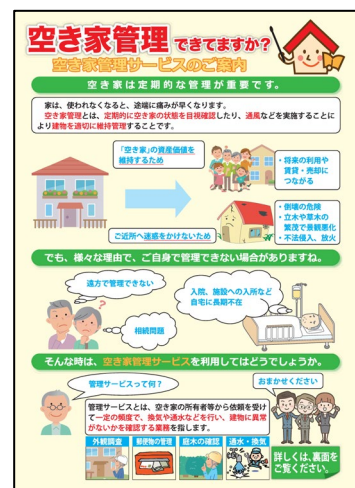 空き家管理 できてますか?
空き家管理サービスのご案内
空き家は定期的な管理が重要です。
家は、使われなくなると、途端に痛みが早くなります。
空き家管理とは、定期的に空き家の状態を目視確認したり、通風などを実施することに
より建物を適切に維持管理することです。
「空き家」の資産価値を
維持するため
・将来の利用や
賃貸・売却に
つながる
・倒壊の危険
・立木や草木の
繁茂で景観悪化
・不法侵入、放火
ご近所へ迷惑をかけないため
でも、様々な理由で、ご自身で管理できない場合がありますね。
遠方で管理できない
入院、施設への入所など
自宅に長期不在
相続問題
そんな時は、空き家管理サービスを利用してはどうでしょうか。
管理サービスって何?
おまかせください
管理サービスとは、空き家の所有者等から依頼を受け
て一定の頻度で、換気や通水などを行い、建物に異常
がないかを確認する業務を指します。
外観調査 郵便物の管理 庭木の確認 通水・換気
詳しくは、裏面を
ご覧ください。